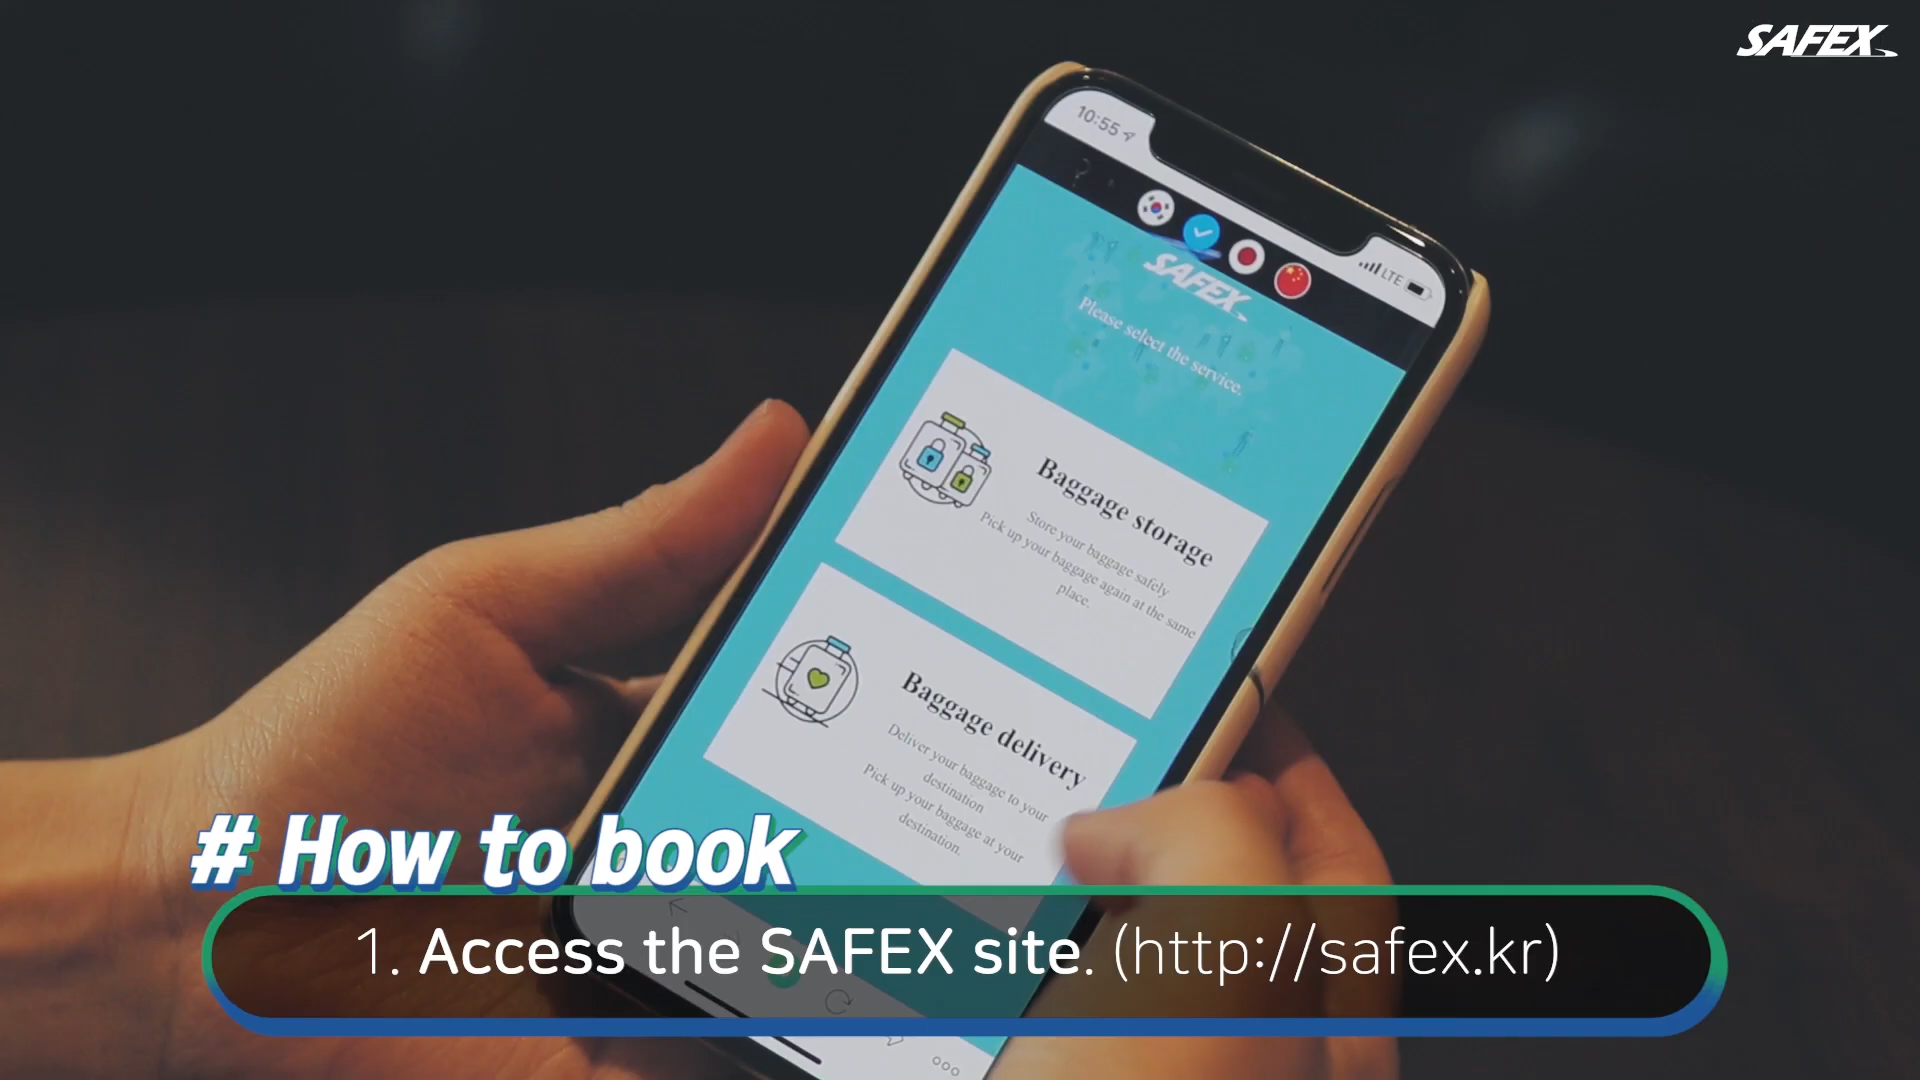 SAFEX
10:55
LTE
SAFEX
Please select the service.
Baggage storage
Store your baggage safely
Pick up your baggage again at the same
place.
Baggage delivery
Deliver your baggage to your
destination
Pick up your baggage at your
destination.
# How to book
1. Access the SAFEX site. (http://safex.kr)